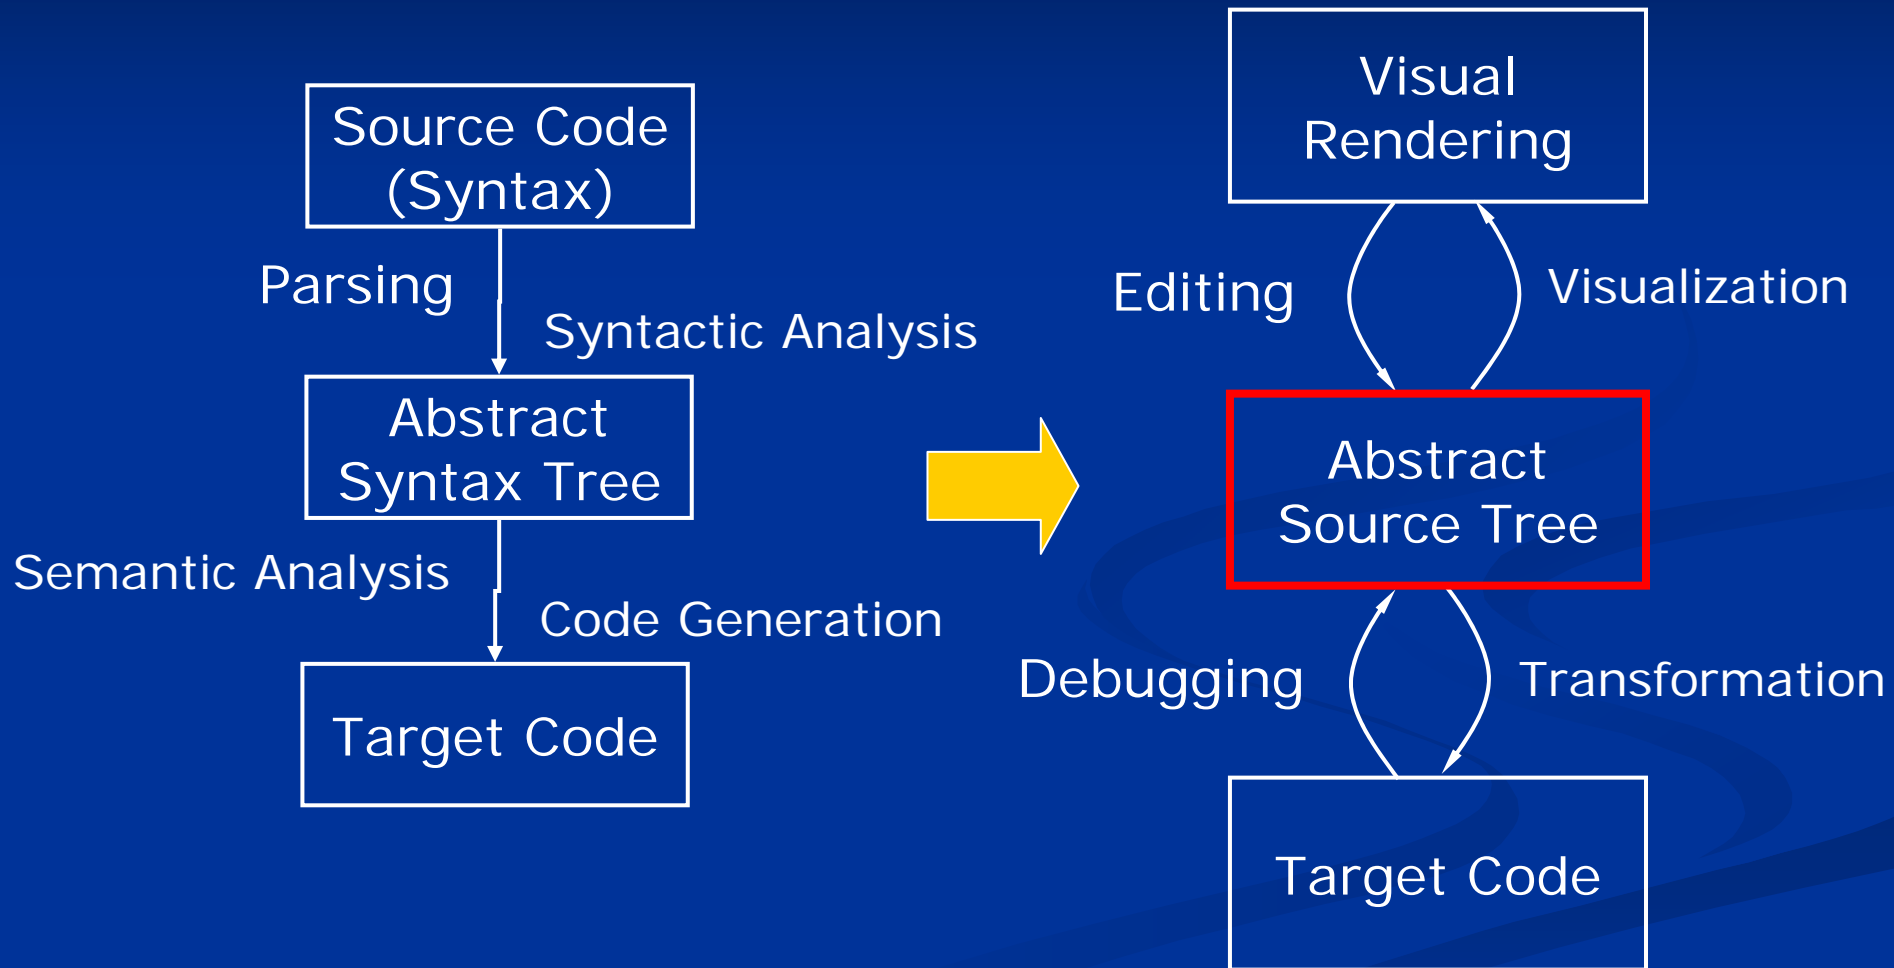 Source Code
(Syntax)
Parsing
Syntactic Analysis
Abstract
Syntax Tree
Semantic Analysis
Code Generation
Target Code
Visual
Rendering
Editing
Visualization
Abstract
Source Tree
Debugging
Transformation
Target Code